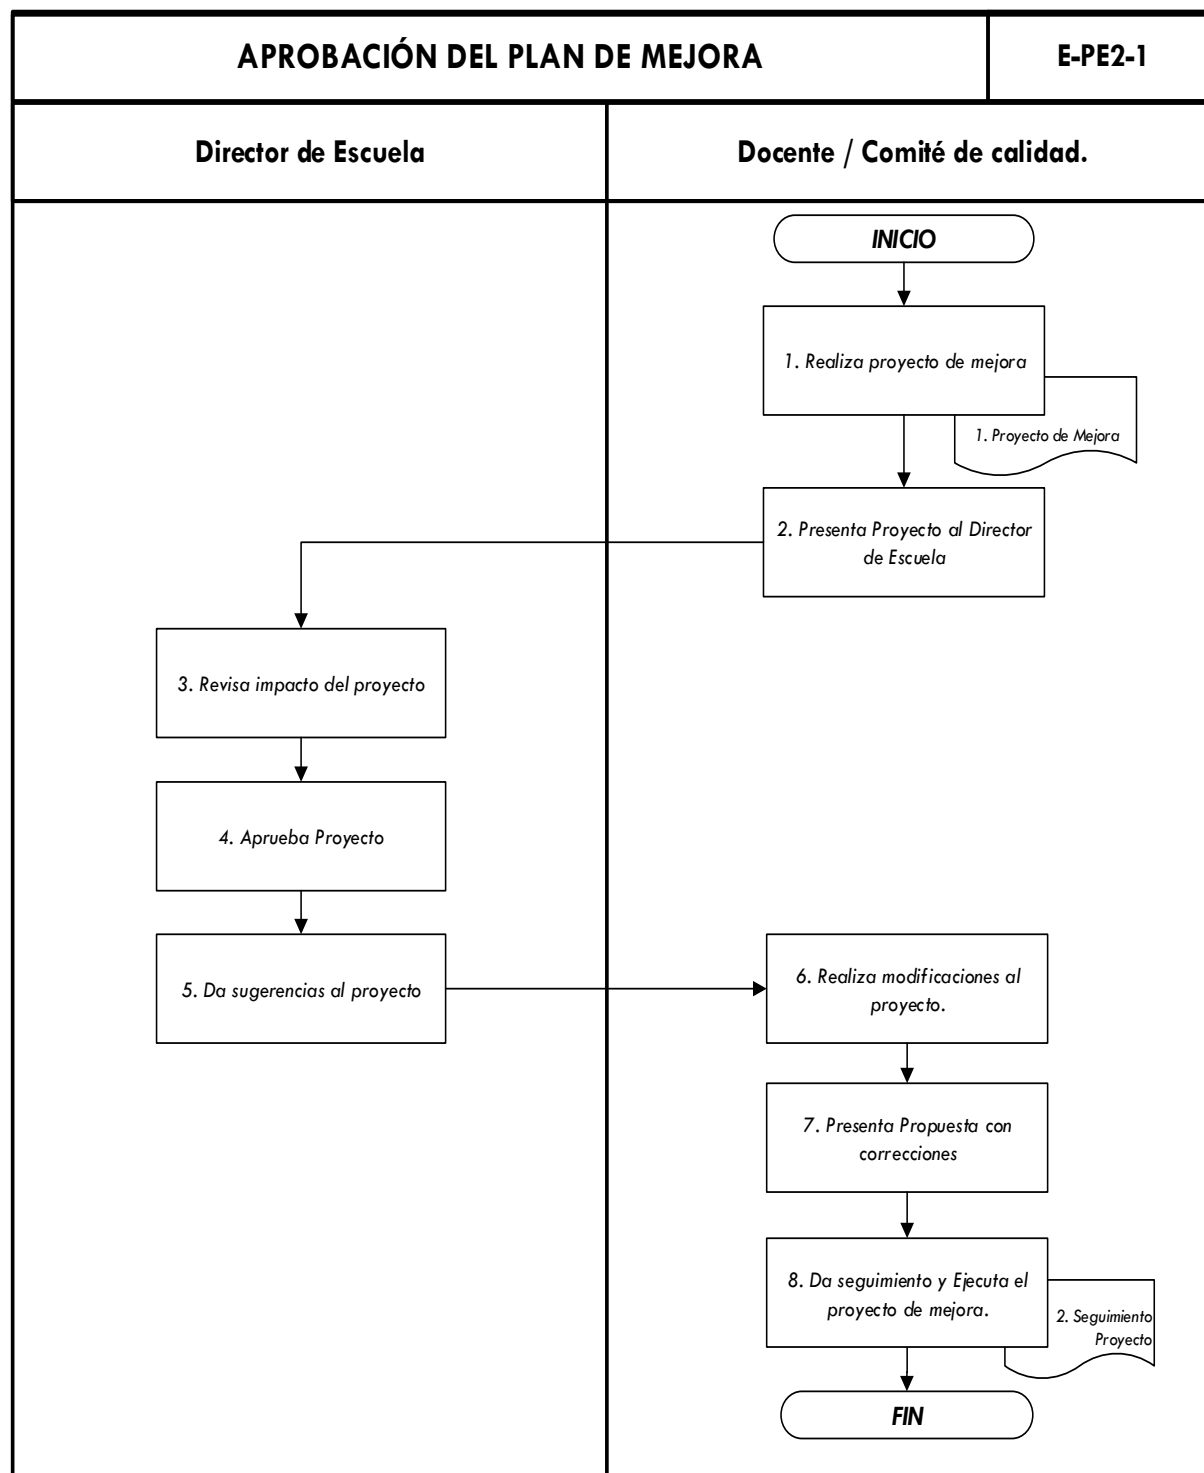 APROBACIÓN DEL PLAN DE MEJORA
E-PE2-1
Director de Escuela
Docente / Comité de calidad.
INICIO
1. Realiza proyecto de mejora
1. Proyecto de Mejora
2. Presenta Proyecto al Director
de Escuela
3. Revisa impacto del proyecto
4. Aprueba Proyecto
5. Da sugerencias al proyecto
6. Realiza modificaciones al
proyecto.
7. Presenta Propuesta con
correcciones
8. Da seguimiento y Ejecuta el
proyecto de mejora.
2. Seguimiento
Proyecto
FIN